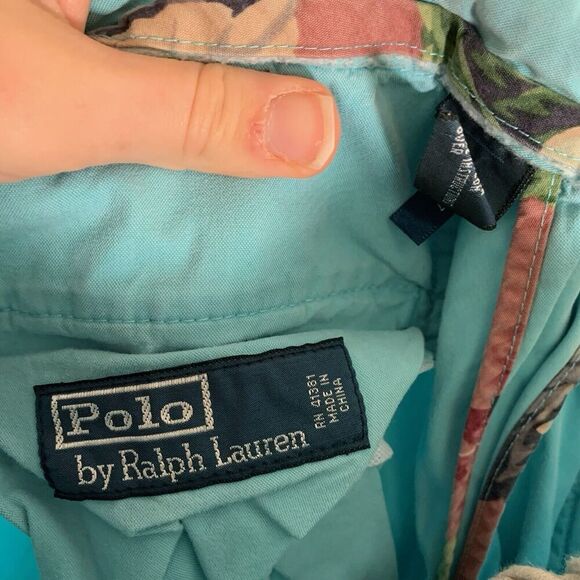 Polo
by Ralph Lauren
RN 41381
MADE IN
CHINA